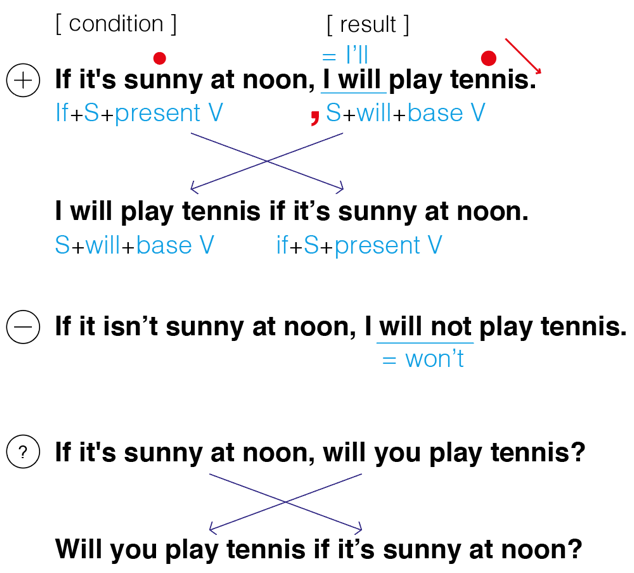 [ condition ] [ result ]
= I'll
+ If it's sunny at noon, I will play tennis.
If+S+present V , S+will+base V
I will play tennis if it’s sunny at noon.
S+will+base V if+S+present V
− If it isn’t sunny at noon, I will not play tennis.
= won’t
? If it's sunny at noon, will you play tennis?
Will you play tennis if it’s sunny at noon?